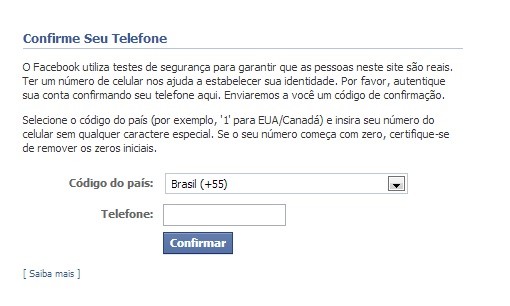 Confirme Seu Telefone
O Facebook utiliza testes de segurança para garantir que as pessoas neste site são reais.
Ter um número de celular nos ajuda a estabelecer sua identidade. Por favor, autentique
sua conta confirmando seu telefone aqui. Enviaremos a você um código de confirmação.
Selecione o código do país (por exemplo, '1' para EUA/Canadá) e insira seu número do
celular sem qualquer caractere especial. Se o seu número começa com zero, certifique-se
de remover os zeros iniciais.
Código do país: Brasil (+55)
Telefone:
Confirmar
[ Saiba mais ]